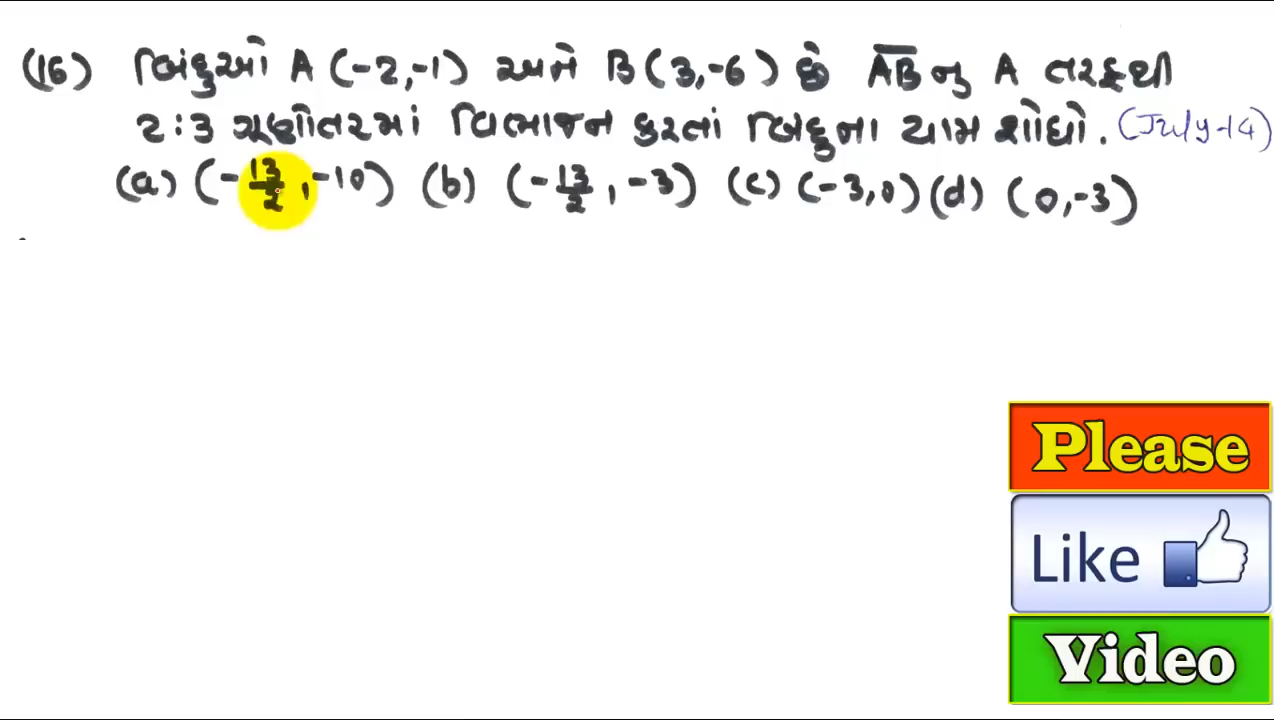 (16) બિંદુઓ A (-2,-1) અને B (3,-6) છે AB નુ A તરફથી
2:3 ગુણોતરમાં વિભાજન કરતાં બિંદુના યામ શોધો. (July-14)
(a) (-13/2, -10) (b) (-13/2, -3) (c) (-3,0) (d) (0,-3)
Please
Like
Video